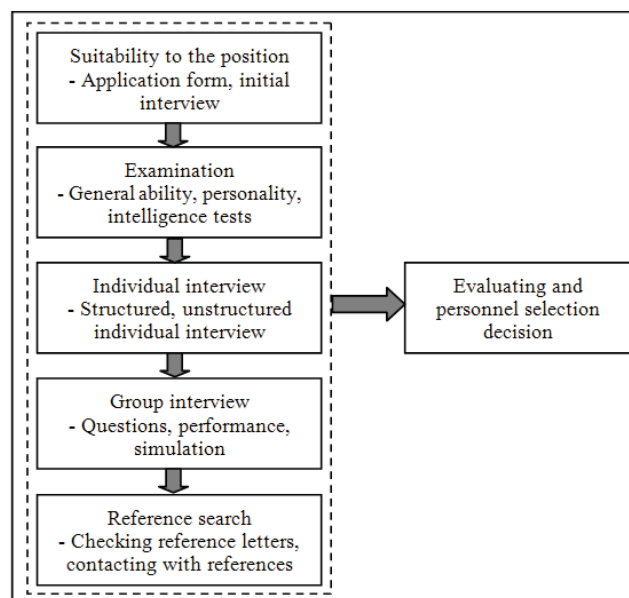 Suitability to the position
- Application form, initial
interview
Examination
- General ability, personality,
intelligence tests
Individual interview
- Structured, unstructured
individual interview
Group interview
- Questions, performance,
simulation
Reference search
- Checking reference letters,
contacting with references
Evaluating and
personnel selection
decision